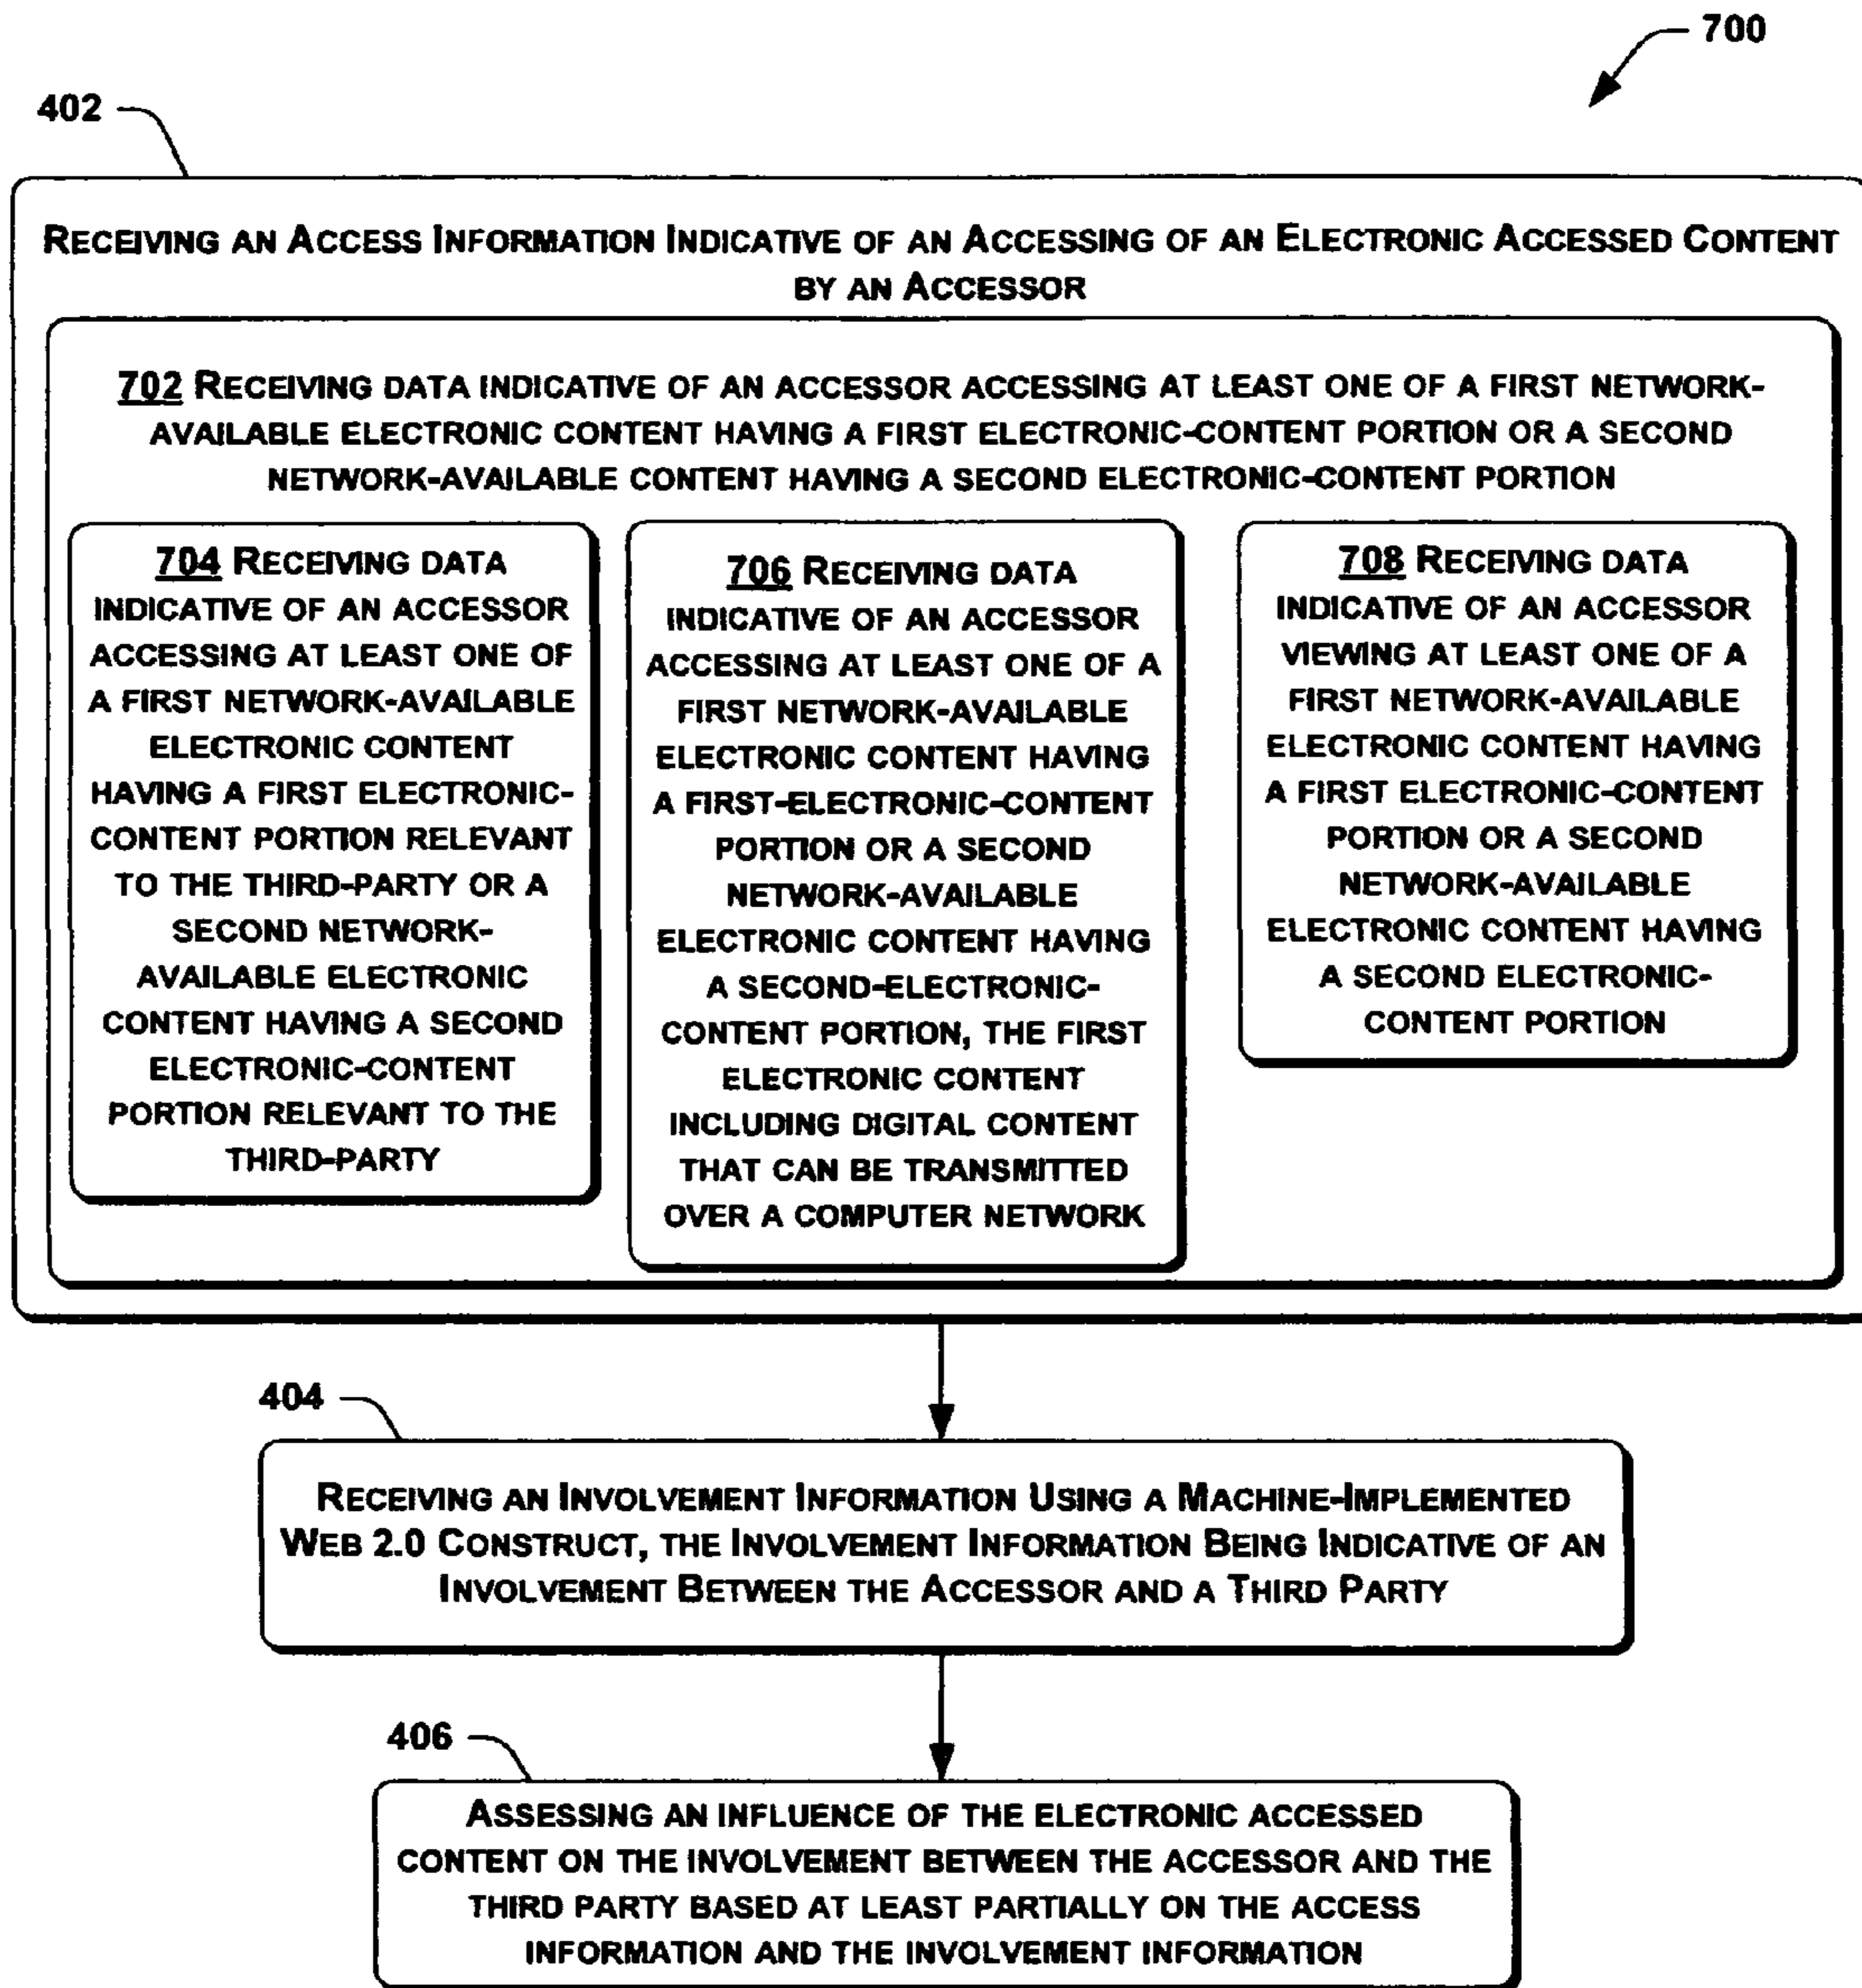 700
402
RECEIVING AN ACCESS INFORMATION INDICATIVE OF AN ACCESSING OF AN ELECTRONIC ACCESSED CONTENT
BY AN ACCESSOR
702 RECEIVING DATA INDICATIVE OF AN ACCESSOR ACCESSING AT LEAST ONE OF A FIRST NETWORK-
AVAILABLE ELECTRONIC CONTENT HAVING A FIRST ELECTRONIC-CONTENT PORTION OR A SECOND
NETWORK-AVAILABLE CONTENT HAVING A SECOND ELECTRONIC-CONTENT PORTION
704 RECEIVING DATA
INDICATIVE OF AN ACCESSOR
ACCESSING AT LEAST ONE OF
A FIRST NETWORK-AVAILABLE
ELECTRONIC CONTENT
HAVING A FIRST ELECTRONIC-
CONTENT PORTION RELEVANT
TO THE THIRD-PARTY OR A
SECOND NETWORK-
AVAILABLE ELECTRONIC
CONTENT HAVING A SECOND
ELECTRONIC-CONTENT
PORTION RELEVANT TO THE
THIRD-PARTY
706 RECEIVING DATA
INDICATIVE OF AN ACCESSOR
ACCESSING AT LEAST ONE OF A
FIRST NETWORK-AVAILABLE
ELECTRONIC CONTENT HAVING
A FIRST-ELECTRONIC-CONTENT
PORTION OR A SECOND
NETWORK-AVAILABLE
ELECTRONIC CONTENT HAVING
A SECOND-ELECTRONIC-
CONTENT PORTION, THE FIRST
ELECTRONIC CONTENT
INCLUDING DIGITAL CONTENT
THAT CAN BE TRANSMITTED
OVER A COMPUTER NETWORK
708 RECEIVING DATA
INDICATIVE OF AN ACCESSOR
VIEWING AT LEAST ONE OF A
FIRST NETWORK-AVAILABLE
ELECTRONIC CONTENT HAVING
A FIRST ELECTRONIC-CONTENT
PORTION OR A SECOND
NETWORK-AVAILABLE
ELECTRONIC CONTENT HAVING
A SECOND ELECTRONIC-
CONTENT PORTION
404
RECEIVING AN INVOLVEMENT INFORMATION USING A MACHINE-IMPLEMENTED
WEB 2.0 CONSTRUCT, THE INVOLVEMENT INFORMATION BEING INDICATIVE OF AN
INVOLVEMENT BETWEEN THE ACCESSOR AND A THIRD PARTY
406
ASSESSING AN INFLUENCE OF THE ELECTRONIC ACCESSED
CONTENT ON THE INVOLVEMENT BETWEEN THE ACCESSOR AND THE
THIRD PARTY BASED AT LEAST PARTIALLY ON THE ACCESS
INFORMATION AND THE INVOLVEMENT INFORMATION